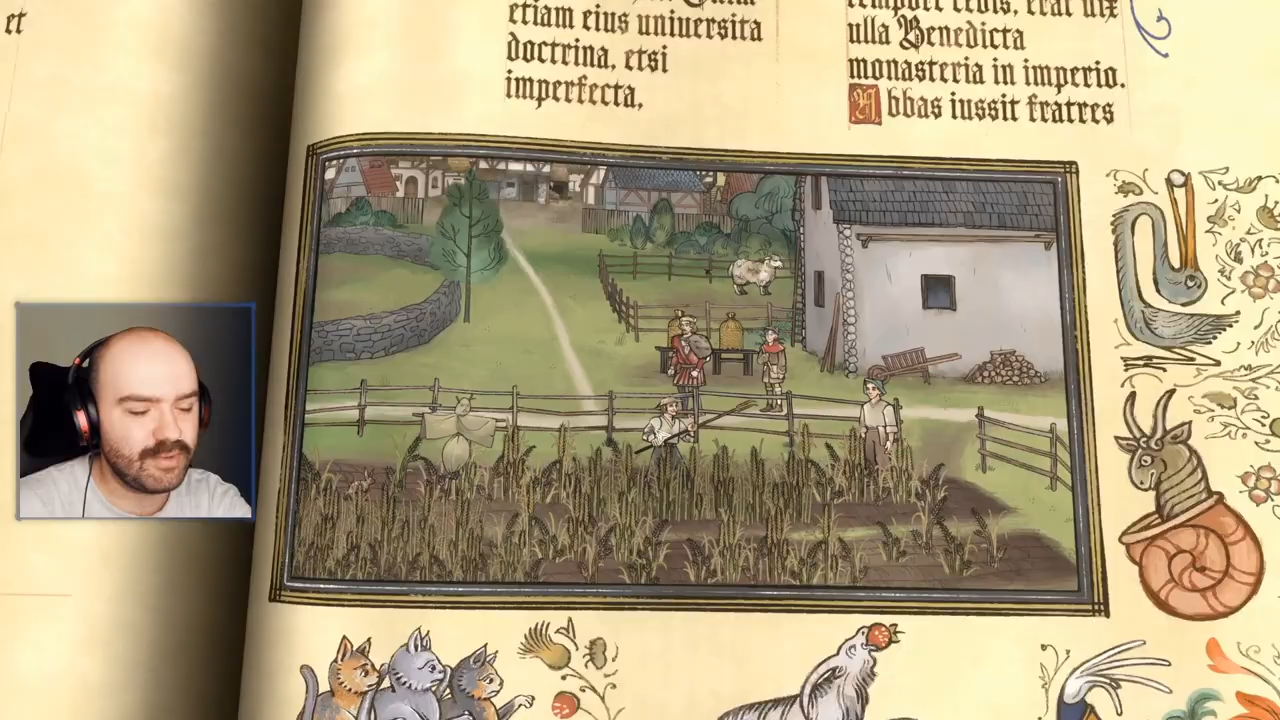 et
etiam eius uniuersita
doctrina, etsi
imperfecta,
ulla Benedicta
monasteria in imperio.
Abbas iussit fratres